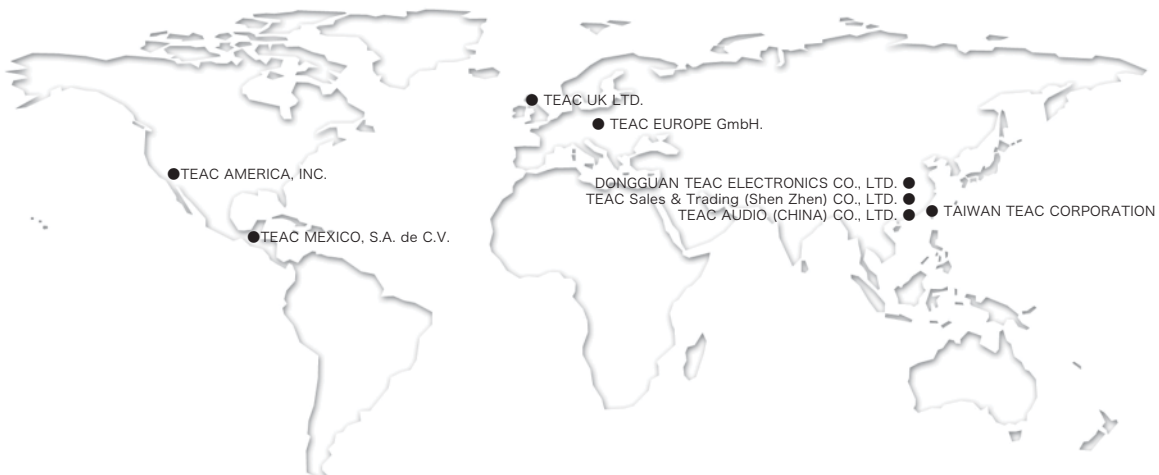 TEAC UK LTD.
TEAC EUROPE GmbH.
TEAC AMERICA, INC.
DONGGUAN TEAC ELECTRONICS CO., LTD.
TEAC Sales & Trading (Shen Zhen) CO., LTD.
TEAC AUDIO (CHINA) CO., LTD.
TAIWAN TEAC CORPORATION
TEAC MEXICO, S.A. de C.V.